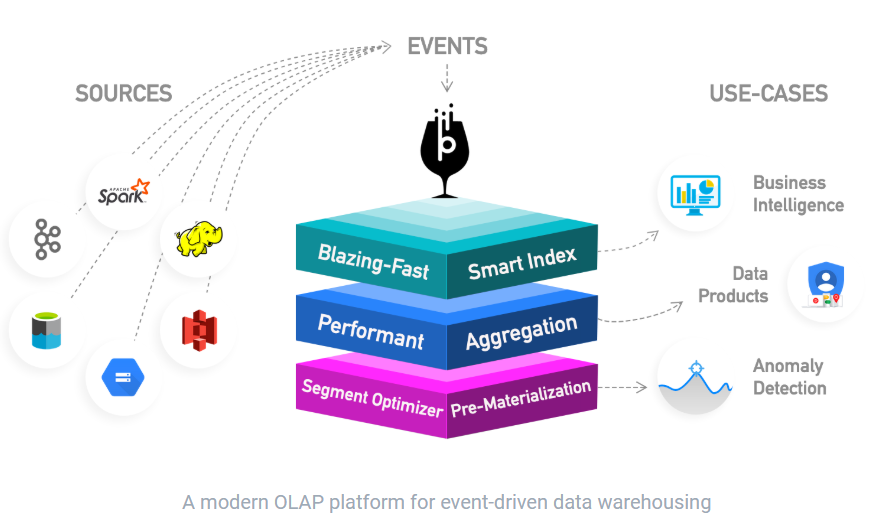 EVENTS
SOURCES
USE-CASES
APACHE
Spark
Business
Intelligence
Blazing-Fast
Smart Index
Data
Products
Performant
Aggregation
Anomaly
Detection
Segment Optimizer
Pre-Materialization
A modern OLAP platform for event-driven data warehousing